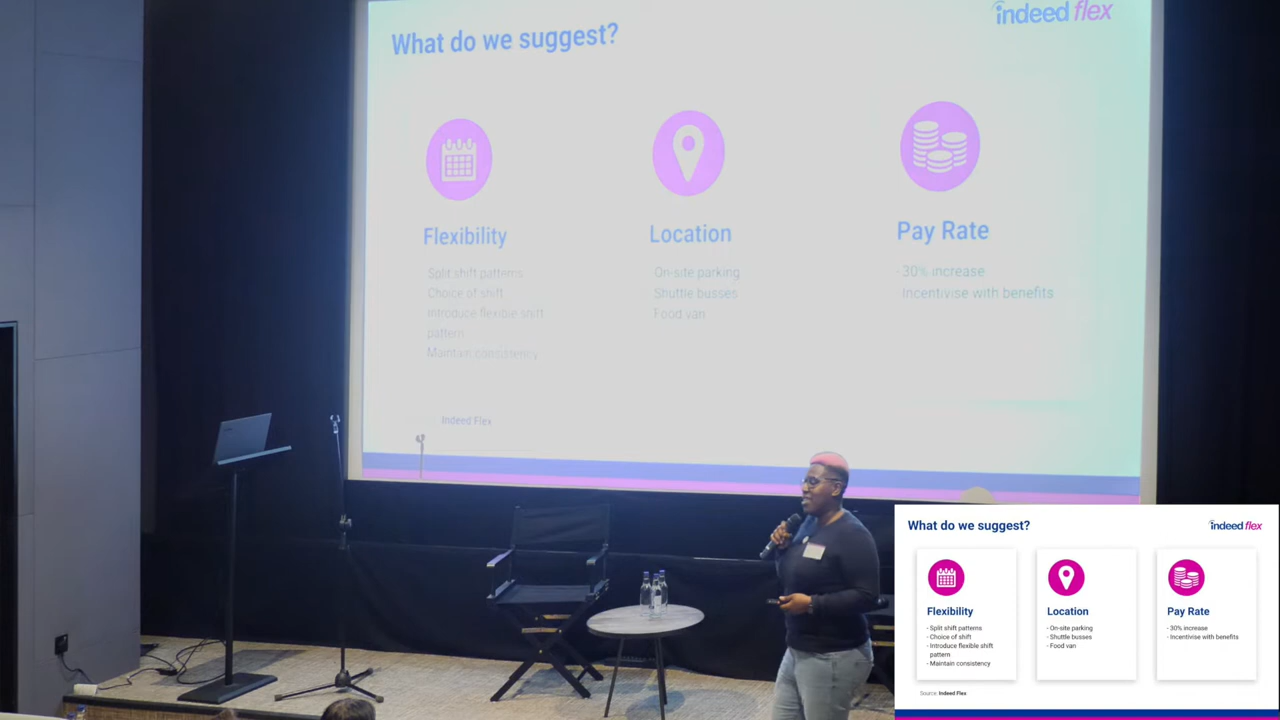 What do we suggest?
indeed flex
Flexibility
Split shift patterns
Choice of shift
Introduce flexible shift
pattern
Maintain consistency
Location
On-site parking
Shuttle busses
Food van
Pay Rate
- 30% increase
Incentivise with benefits
Indeed Flex
What do we suggest?
indeed flex
Flexibility
- Split shift patterns
- Choice of shift
- Introduce flexible shift
pattern
- Maintain consistency
Location
- On-site parking
- Shuttle busses
- Food van
Pay Rate
- 30% increase
- Incentivise with benefits
Source: Indeed Flex